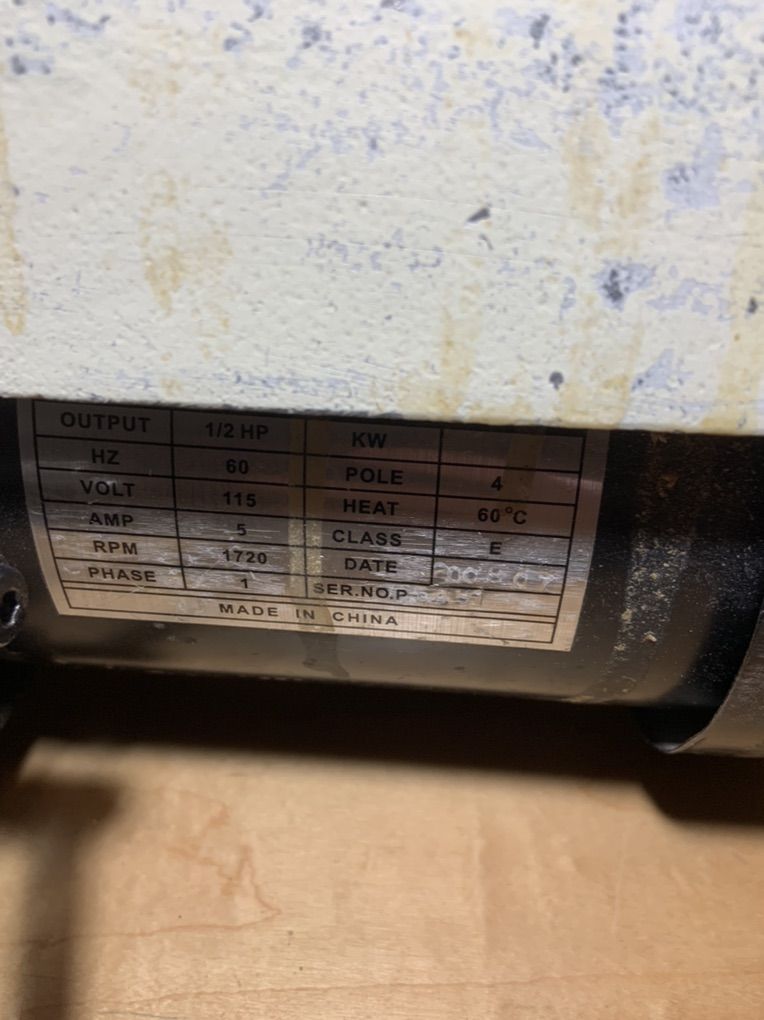 OUTPUT 1/2 HP KW
HZ 60 POLE 4
VOLT 115 HEAT 60°C
AMP 5 CLASS E
RPM 1720 DATE
PHASE 1 SER.NO.P
MADE IN CHINA